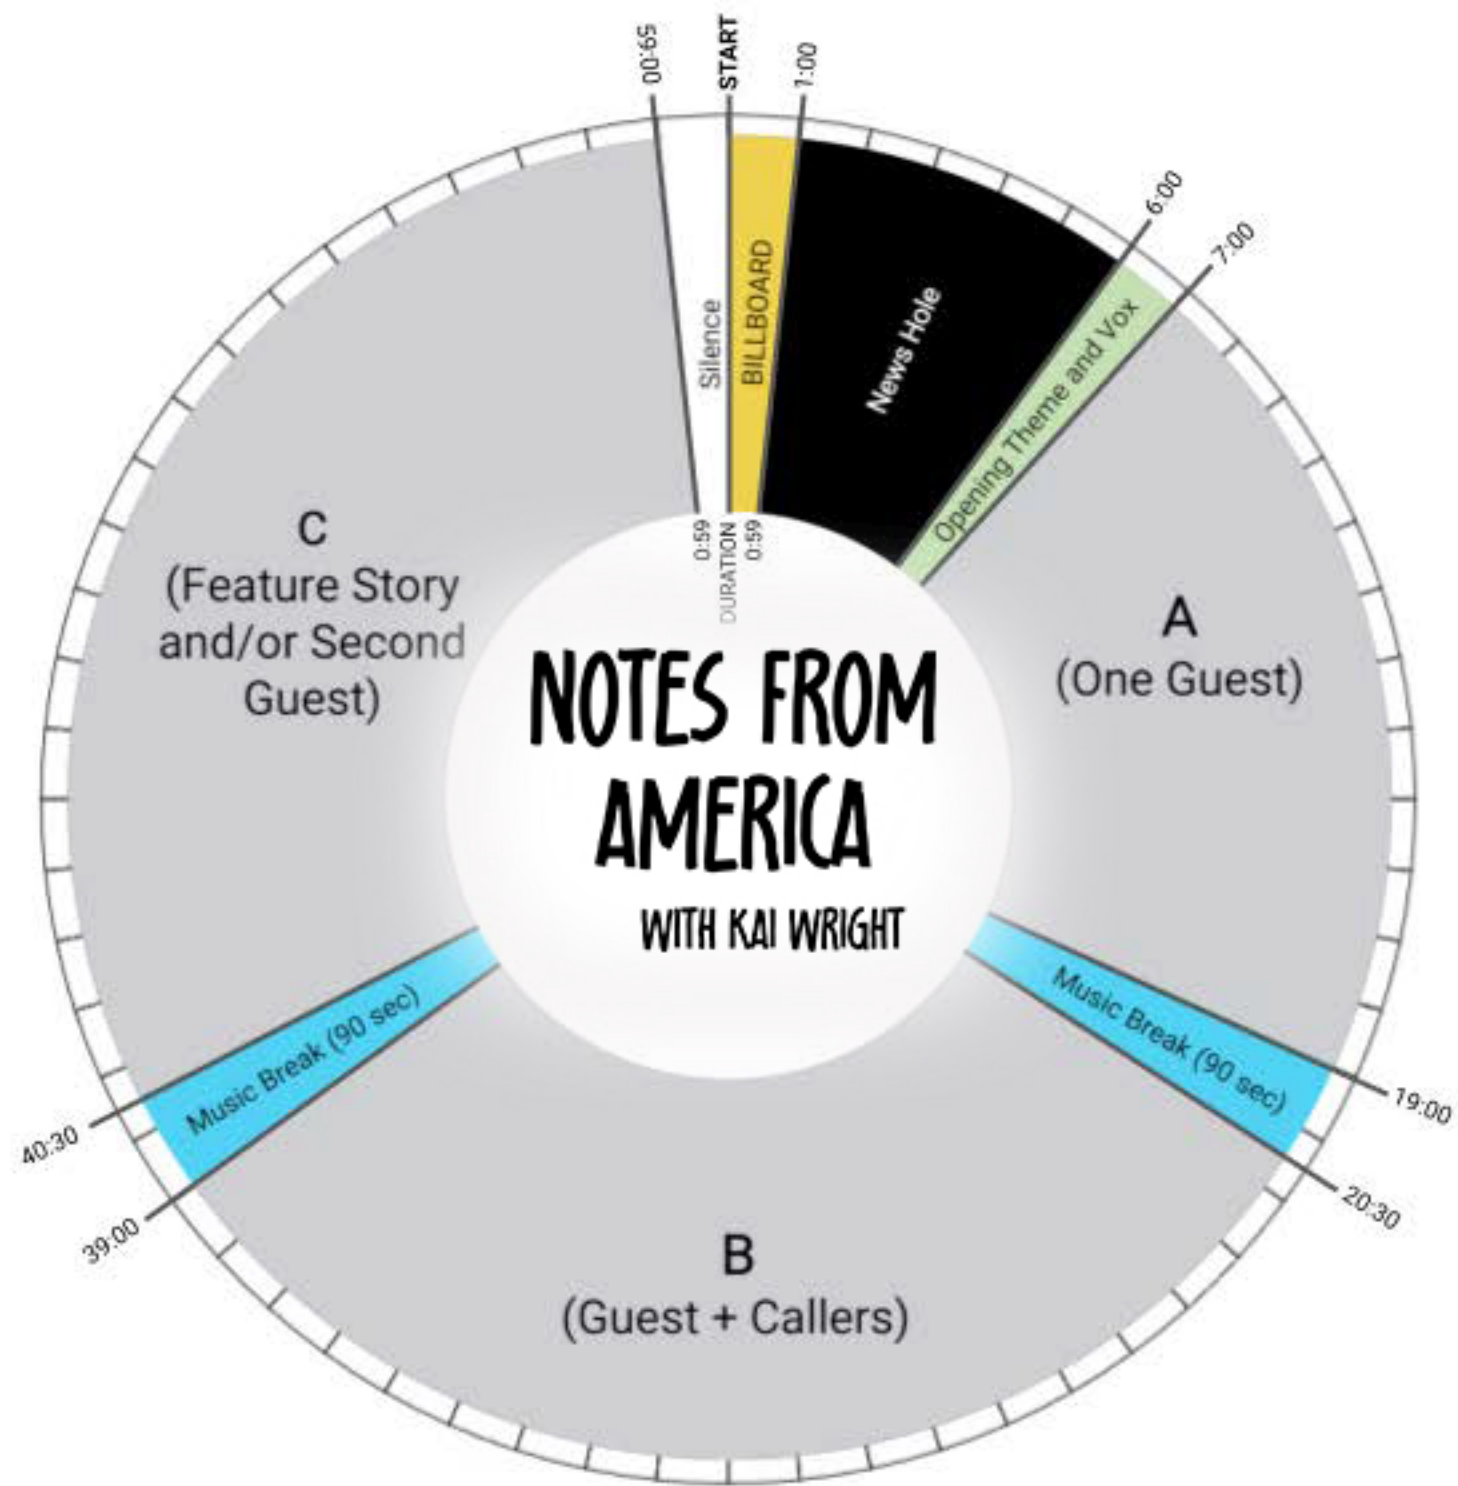 59:00
START
1:00
6:00
7:00
Silence
BILLBOARD
News Hole
Opening Theme and Vox
0:59
DURATION
0:59
C
(Feature Story
and/or Second
Guest)
A
(One Guest)
NOTES FROM
AMERICA
WITH KAI WRIGHT
Music Break (90 sec)
Music Break (90 sec)
40:30
39:00
19:00
20:30
B
(Guest + Callers)